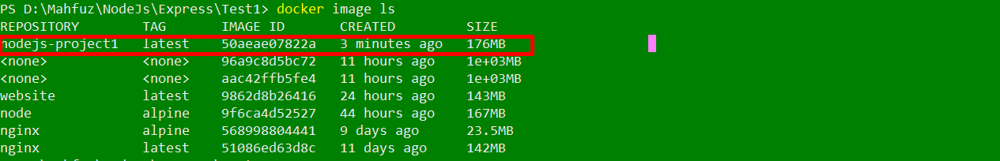 PS D:\Mahfuz\NodeJs\Express\Test1> docker image ls
REPOSITORY TAG IMAGE ID CREATED SIZE
nodejs-project1 latest 50aeae07822a 3 minutes ago 176MB
<none> <none> 96a9c8d5bc72 11 hours ago 1e+03MB
<none> <none> aac42ffb5fe4 11 hours ago 1e+03MB
website latest 9862d8b26416 24 hours ago 143MB
node alpine 9f6ca4d52527 44 hours ago 167MB
nginx alpine 568998804441 9 days ago 23.5MB
nginx latest 51086ed63d8c 11 days ago 142MB